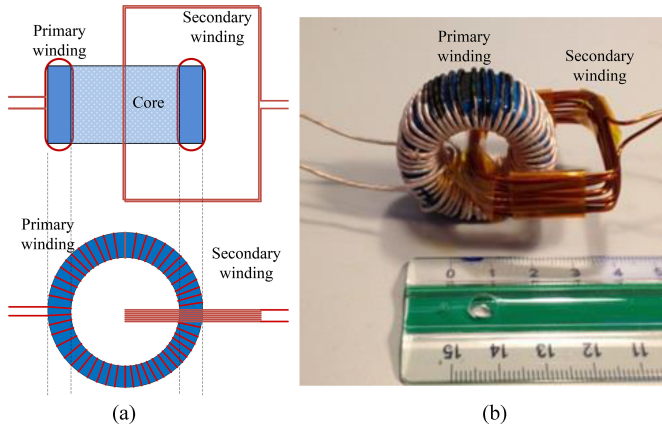 Primary
winding
Secondary
winding
Core
Primary
winding
Secondary
winding
(a)
Primary
winding
Secondary
winding
0 1 2 3 4 5
15 14 13 12 11
(b)